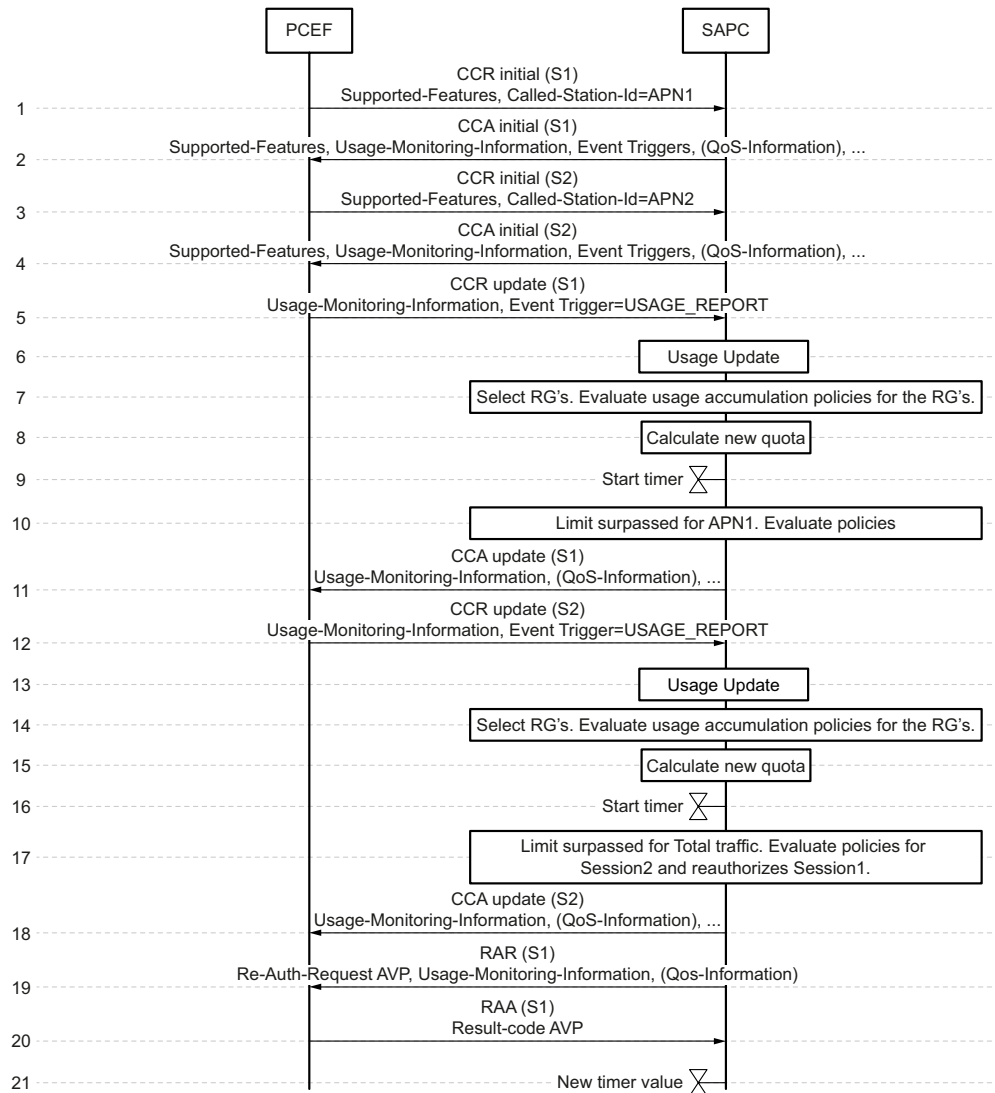 PCEF
SAPC
CCR initial (S1)
1
Supported-Features, Called-Station-Id=APN1
CCA initial (S1)
2
Supported-Features, Usage-Monitoring-Information, Event Triggers, (QoS-Information), ...
CCR initial (S2)
3
Supported-Features, Called-Station-Id=APN2
CCA initial (S2)
4
Supported-Features, Usage-Monitoring-Information, Event Triggers, (QoS-Information), ...
CCR update (S1)
5
Usage-Monitoring-Information, Event Trigger=USAGE_REPORT
6
Usage Update
7
Select RG's. Evaluate usage accumulation policies for the RG's.
8
Calculate new quota
9
Start timer
10
Limit surpassed for APN1. Evaluate policies
CCA update (S1)
11
Usage-Monitoring-Information, (QoS-Information), ...
CCR update (S2)
12
Usage-Monitoring-Information, Event Trigger=USAGE_REPORT
13
Usage Update
14
Select RG's. Evaluate usage accumulation policies for the RG's.
15
Calculate new quota
16
Start timer
17
Limit surpassed for Total traffic. Evaluate policies for
Session2 and reauthorizes Session1.
CCA update (S2)
18
Usage-Monitoring-Information, (QoS-Information), ...
RAR (S1)
19
Re-Auth-Request AVP, Usage-Monitoring-Information, (Qos-Information)
RAA (S1)
20
Result-code AVP
21
New timer value